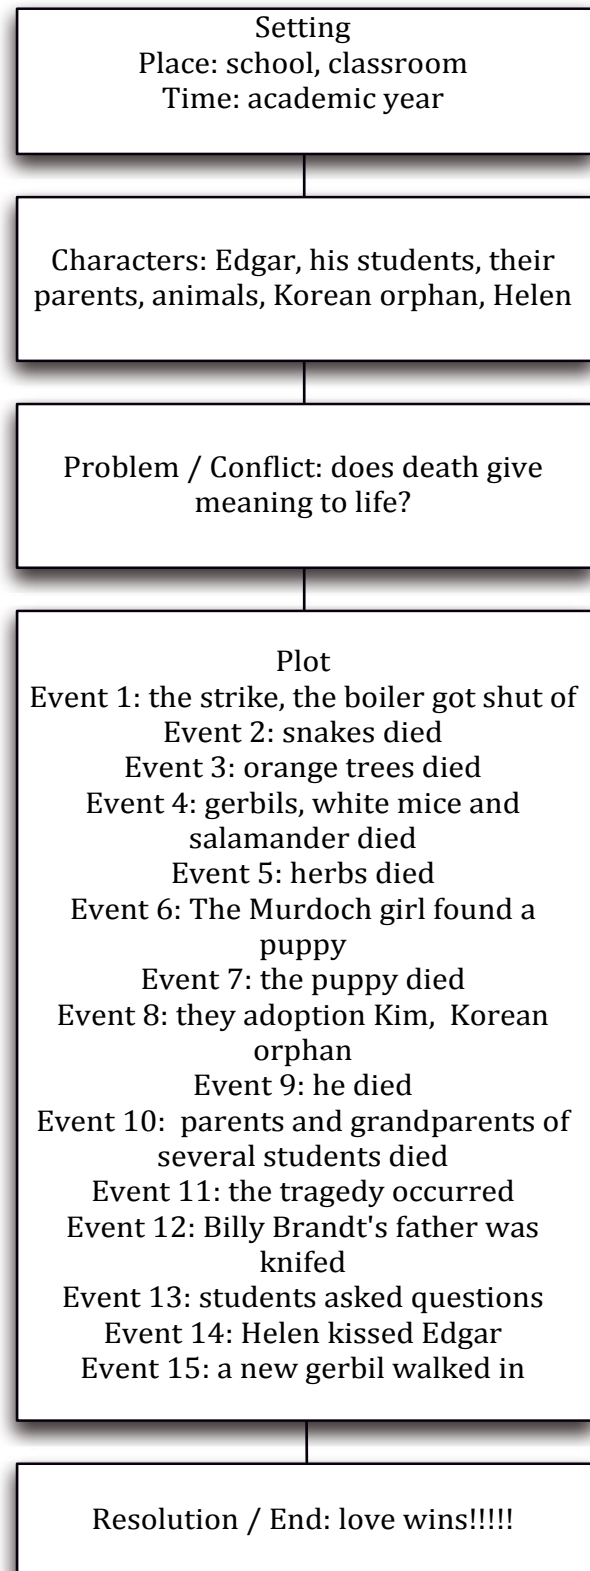 Setting
Place: school, classroom
Time: academic year
Characters: Edgar, his students, their
parents, animals, Korean orphan, Helen
Problem / Conflict: does death give
meaning to life?
Plot
Event 1: the strike, the boiler got shut of
Event 2: snakes died
Event 3: orange trees died
Event 4: gerbils, white mice and
salamander died
Event 5: herbs died
Event 6: The Murdoch girl found a
puppy
Event 7: the puppy died
Event 8: they adoption Kim, Korean
orphan
Event 9: he died
Event 10: parents and grandparents of
several students died
Event 11: the tragedy occurred
Event 12: Billy Brandt's father was
knifed
Event 13: students asked questions
Event 14: Helen kissed Edgar
Event 15: a new gerbil walked in
Resolution / End: love wins!!!!!